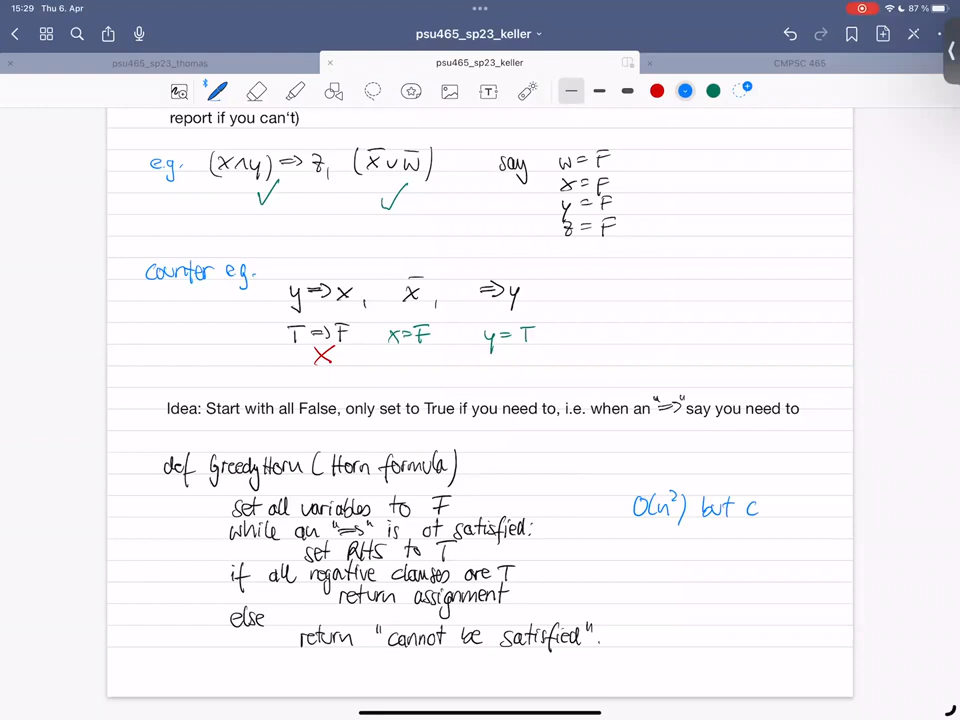 15:29 Thu 6. Apr
87 %
psu465_sp23_keller
psu465_sp23_thomas
psu465_sp23_keller
CMPSC 465
report if you can't)
e.g. (x∧y) ⟹ z, (x̄ ∪ w̄) say w = F
x = F
y = F
z = F
counter e.g.
y ⟹ x, x̄, ⟹ y
T ⟹ F x = F y = T
Idea: Start with all False, only set to True if you need to, i.e. when an "⟹" say you need to
def GreedyHorn (Horn formula)
set all variables to F
O(n²) but c
while an "⟹" is ot satisfied:
set RHS to T
if all negative clauses are T
return assignment
else
return "cannot be satisfied".